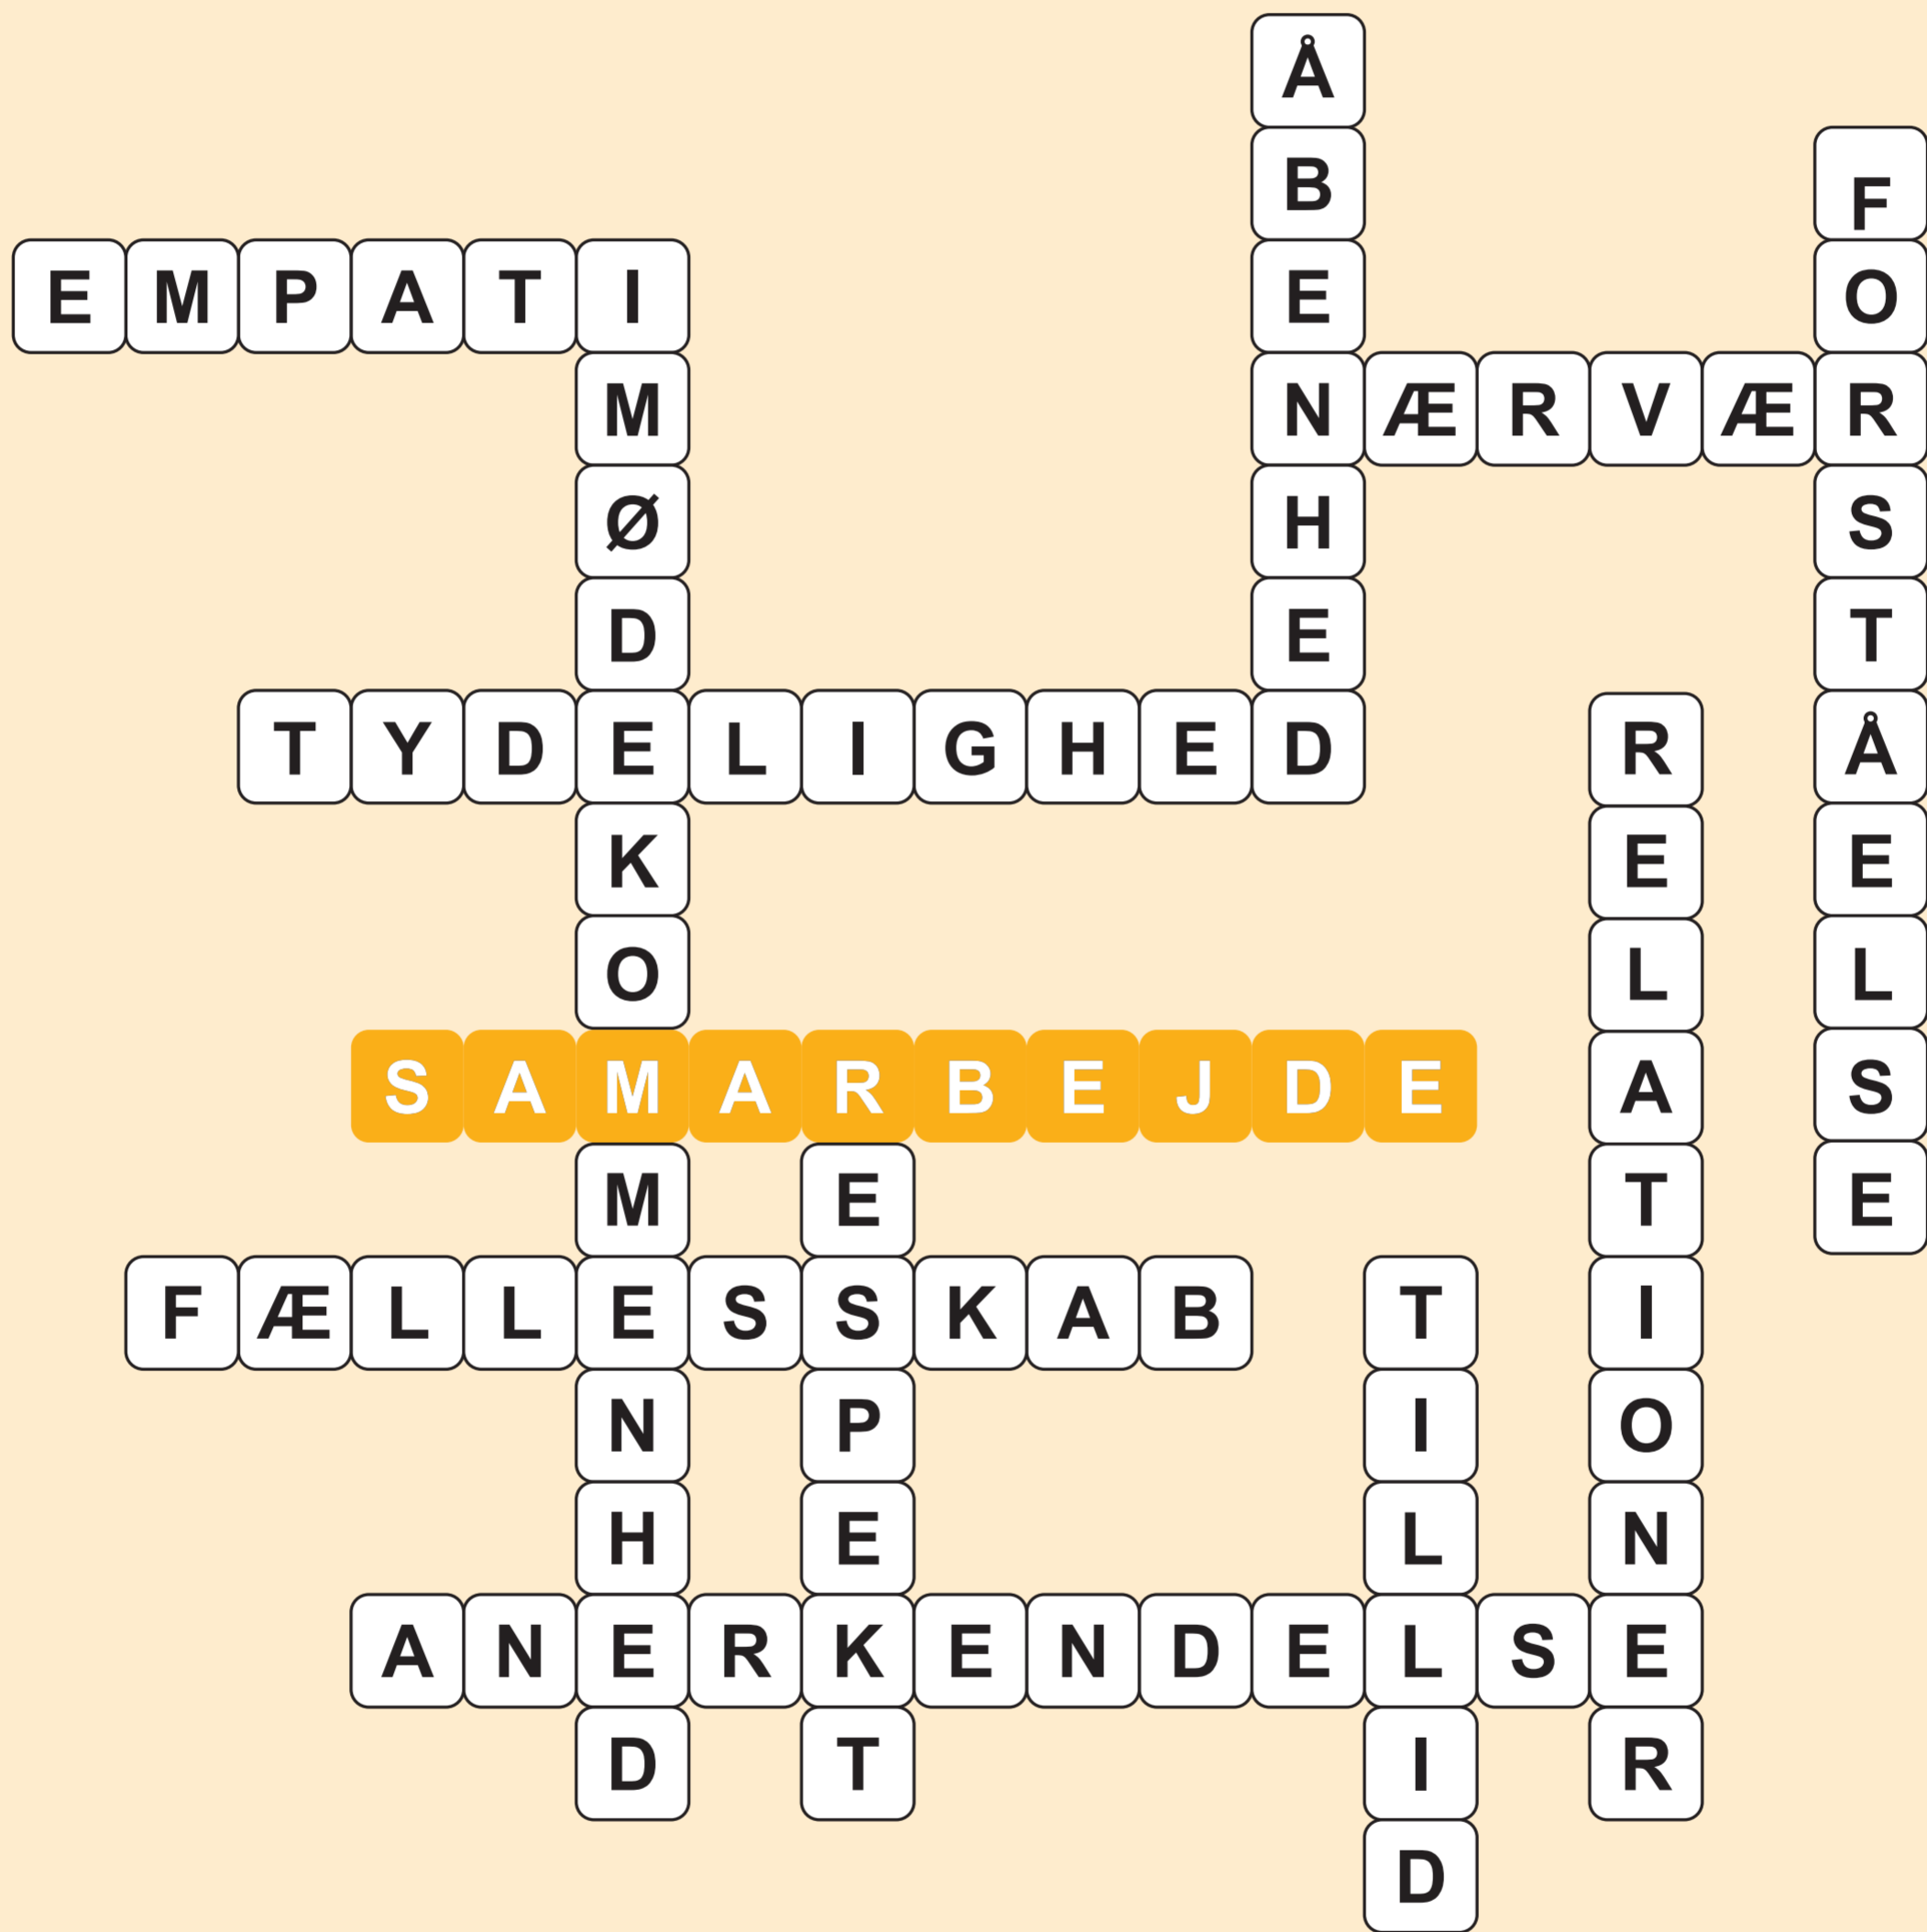 ÅBENHED
FORSTÅELSE
EMPATI
IMØDEKOMMENHED
NÆRVÆR
TYDELIGHED
RELATIONER
SAMARBEJDE
RESPEKT
FÆLLESSKAB
TILLID
ANERKENDELSE